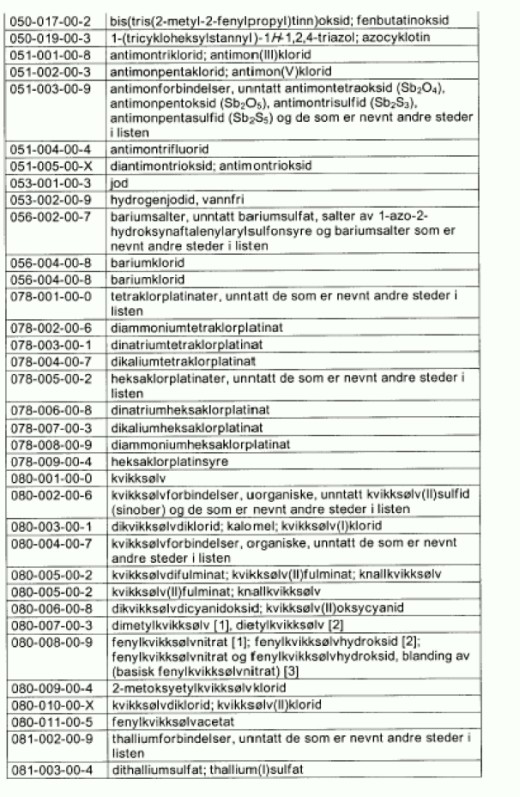 050-017-00-2 bis(tris(2-metyl-2-fenylpropyl)tinn)oksid; fenbutatinoksid
050-019-00-3 1-(tricykloheksylstannyl)-1H-1,2,4-triazol; azocyklotin
051-001-00-8 antimontriklorid; antimon(III)klorid
051-002-00-3 antimonpentaklorid; antimon(V)klorid
051-003-00-9 antimonforbindelser, unntatt antimontetraoksid (Sb₂O₄),
antimonpentoksid (Sb₂O₅), antimontrisulfid (Sb₂S₃),
antimonpentasulfid (Sb₂S₅) og de som er nevnt andre steder
i listen
051-004-00-4 antimontrifluorid
051-005-00-X diantimontrioksid; antimontrioksid
053-001-00-3 jod
053-002-00-9 hydrogenjodid, vannfri
056-002-00-7 bariumsalter, unntatt bariumsulfat, salter av 1-azo-2-
hydroksynaftalenylarylsulfonsyre og bariumsalter som er
nevnt andre steder i listen
056-004-00-8 bariumklorid
056-004-00-8 bariumklorid
078-001-00-0 tetraklorplatinater, unntatt de som er nevnt andre steder i
listen
078-002-00-6 diammoniumtetraklorplatinat
078-003-00-1 dinatriumtetraklorplatinat
078-004-00-7 dikaliumtetraklorplatinat
078-005-00-2 heksaklorplatinater, unntatt de som er nevnt andre steder i
listen
078-006-00-8 dinatriumheksaklorplatinat
078-007-00-3 dikaliumheksaklorplatinat
078-008-00-9 diammoniumheksaklorplatinat
078-009-00-4 heksaklorplatinsyre
080-001-00-0 kvikksølv
080-002-00-6 kvikksølvforbindelser, uorganiske, unntatt kvikksølv(II)sulfid
(sinober) og de som er nevnt andre steder i listen
080-003-00-1 dikvikksølvdiklorid; kalomel; kvikksølv(I)klorid
080-004-00-7 kvikksølvforbindelser, organiske, unntatt de som er nevnt
andre steder i listen
080-005-00-2 kvikksølvdifulminat; kvikksølv(II)fulminat; knallkvikksølv
080-005-00-2 kvikksølv(II)fulminat; knallkvikksølv
080-006-00-8 dikvikksølvdicyanidoksid; kvikksølv(II)oksycyanid
080-007-00-3 dimetylkvikksølv [1], dietylkvikksølv [2]
080-008-00-9 fenylkvikksølvnitrat [1]; fenylkvikksølvhydroksid [2];
fenylkvikksølvnitrat og fenylkvikksølvhydroksid, blanding av
(basisk fenylkvikksølvnitrat) [3]
080-009-00-4 2-metoksyetylkvikksølvklorid
080-010-00-X kvikksølvdiklorid; kvikksølv(II)klorid
080-011-00-5 fenylkvikksølvacetat
081-002-00-9 thalliumforbindelser, unntatt de som er nevnt andre steder i
listen
081-003-00-4 dithalliumsulfat; thallium(I)sulfat